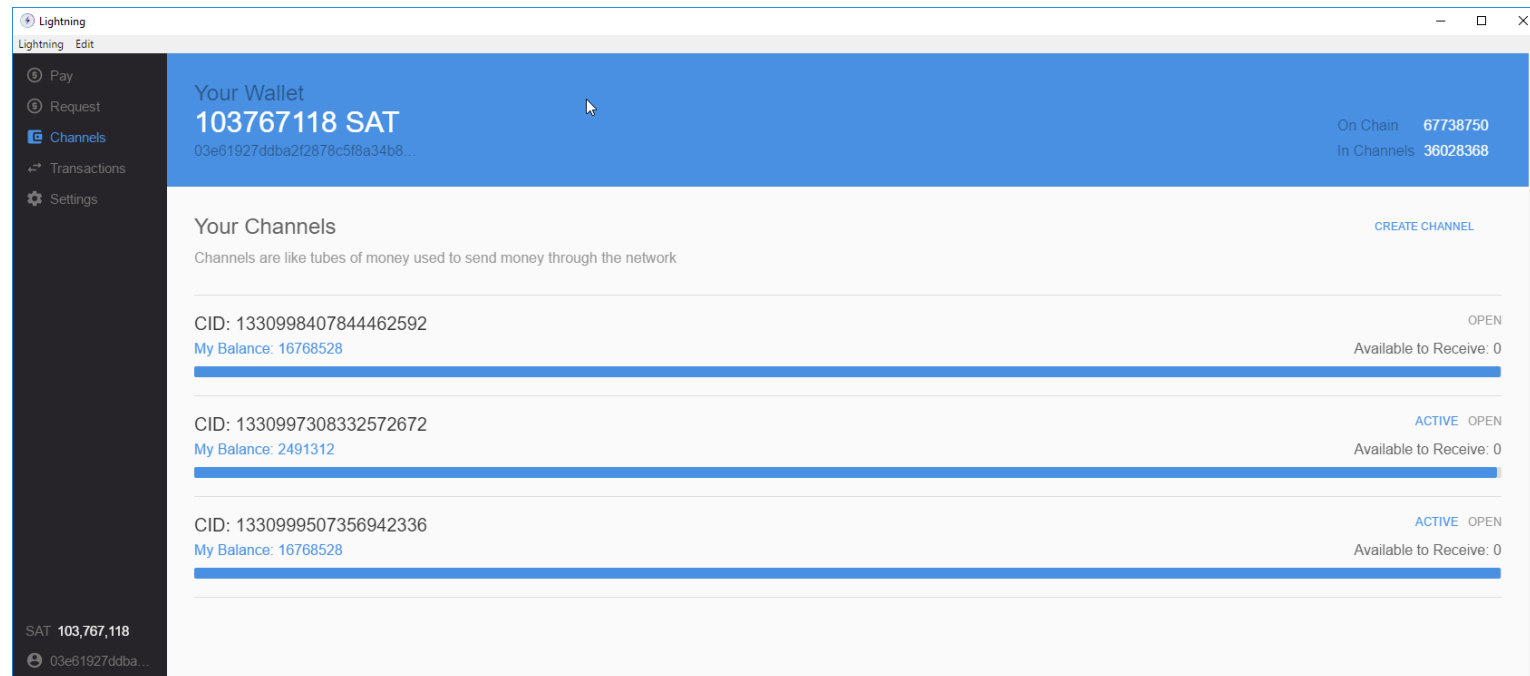 Lightning
Lightning Edit
Pay
Request
Channels
Transactions
Settings
SAT 103,767,118
03e61927ddba...
Your Wallet
103767118 SAT
03e61927ddba2f2878c5f8a34b8...
On Chain 67738750
In Channels 36028368
Your Channels
CREATE CHANNEL
Channels are like tubes of money used to send money through the network
CID: 1330998407844462592
OPEN
My Balance: 16768528
Available to Receive: 0
CID: 1330997308332572672
ACTIVE OPEN
My Balance: 2491312
Available to Receive: 0
CID: 1330999507356942336
ACTIVE OPEN
My Balance: 16768528
Available to Receive: 0